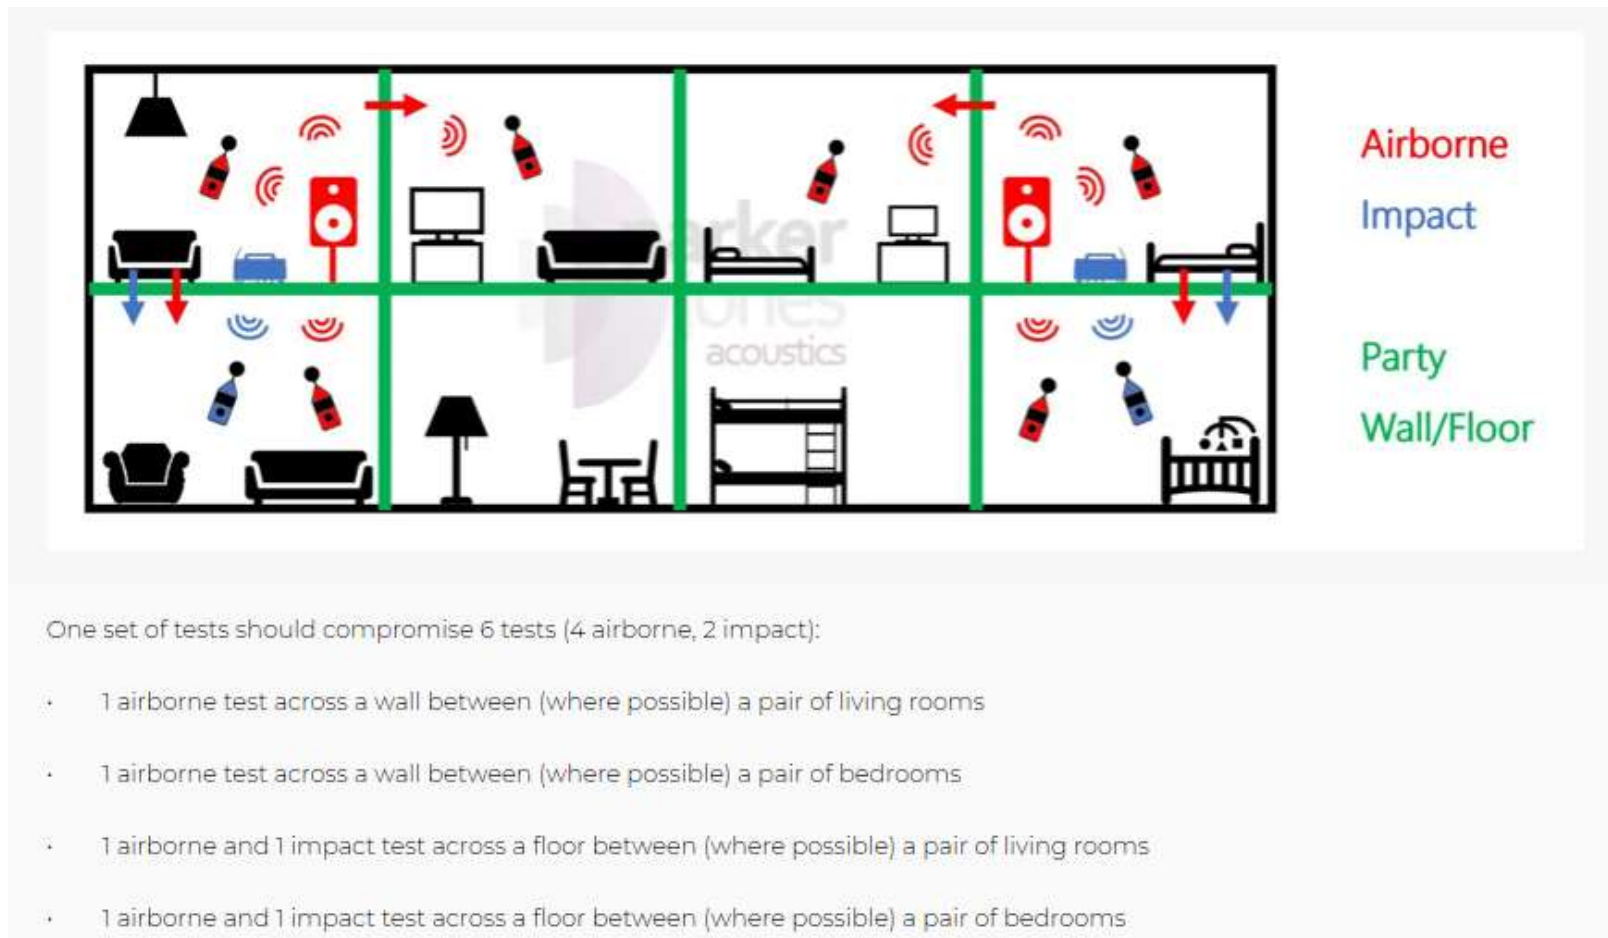 Airborne
Impact
parker
jones
acoustics
Party
Wall/Floor
One set of tests should compromise 6 tests (4 airborne, 2 impact):
· 1 airborne test across a wall between (where possible) a pair of living rooms
· 1 airborne test across a wall between (where possible) a pair of bedrooms
· 1 airborne and 1 impact test across a floor between (where possible) a pair of living rooms
· 1 airborne and 1 impact test across a floor between (where possible) a pair of bedrooms